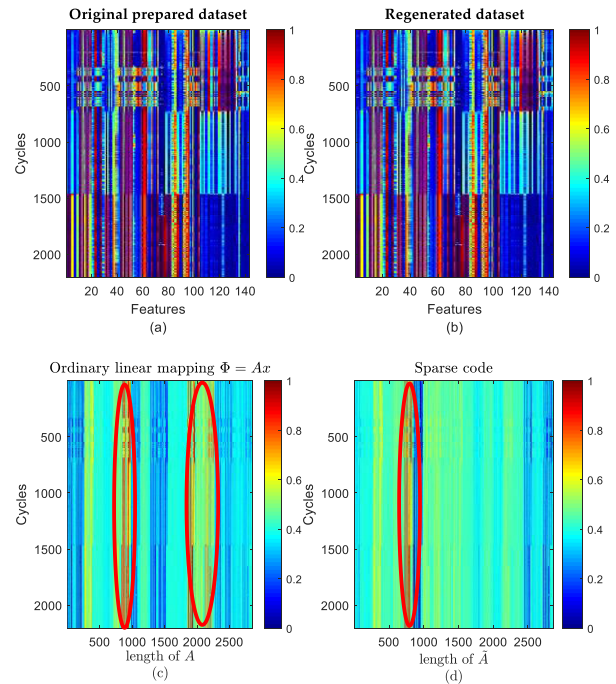 Original prepared dataset
Regenerated dataset
1
0.8
0.6
0.4
0.2
0
500
1000
1500
2000
Cycles
20 40 60 80 100 120 140
Features
(a)
1
0.8
0.6
0.4
0.2
0
500
1000
1500
2000
Cycles
20 40 60 80 100 120 140
Features
(b)
Ordinary linear mapping Φ = Ax
Sparse code
1
0.8
0.6
0.4
0.2
0
500
1000
1500
2000
Cycles
500 1000 1500 2000 2500
length of A
(c)
1
0.8
0.6
0.4
0.2
0
500
1000
1500
2000
Cycles
500 1000 1500 2000 2500
length of Ã
(d)